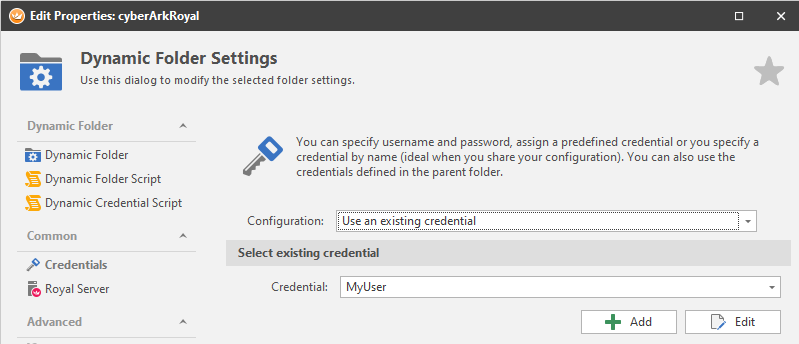 Edit Properties: cyberArkRoyal
Dynamic Folder Settings
Use this dialog to modify the selected folder settings.
Dynamic Folder
Dynamic Folder
Dynamic Folder Script
Dynamic Credential Script
Common
Credentials
Royal Server
Advanced
You can specify username and password, assign a predefined credential or you specify a
credential by name (ideal when you share your configuration). You can also use the
credentials defined in the parent folder.
Configuration: Use an existing credential
Select existing credential
Credential: MyUser
Add Edit